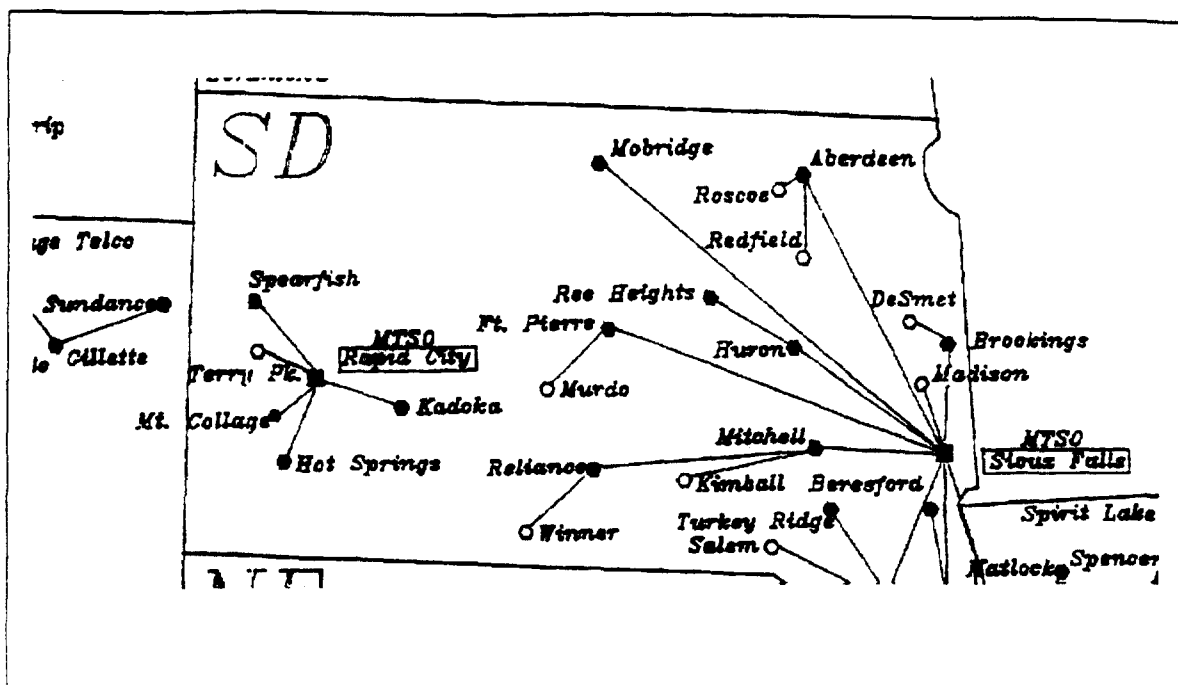 SD
Mobridge
Aberdeen
Roscoe
Redfield
Telco
Spearfish
Sundance
Gillette
MTSO
Rapid City
Terry Pk.
Mt. Collage
Kadoka
Hot Springs
Ree Heights
Ft. Pierre
Huron
Murdo
DeSmet
Brookings
Madison
Mitchell
MTSO
Sioux Falls
Reliance
Kimball
Beresford
Winner
Turkey Ridge
Salem
Spirit Lake
Matlock
Spencer